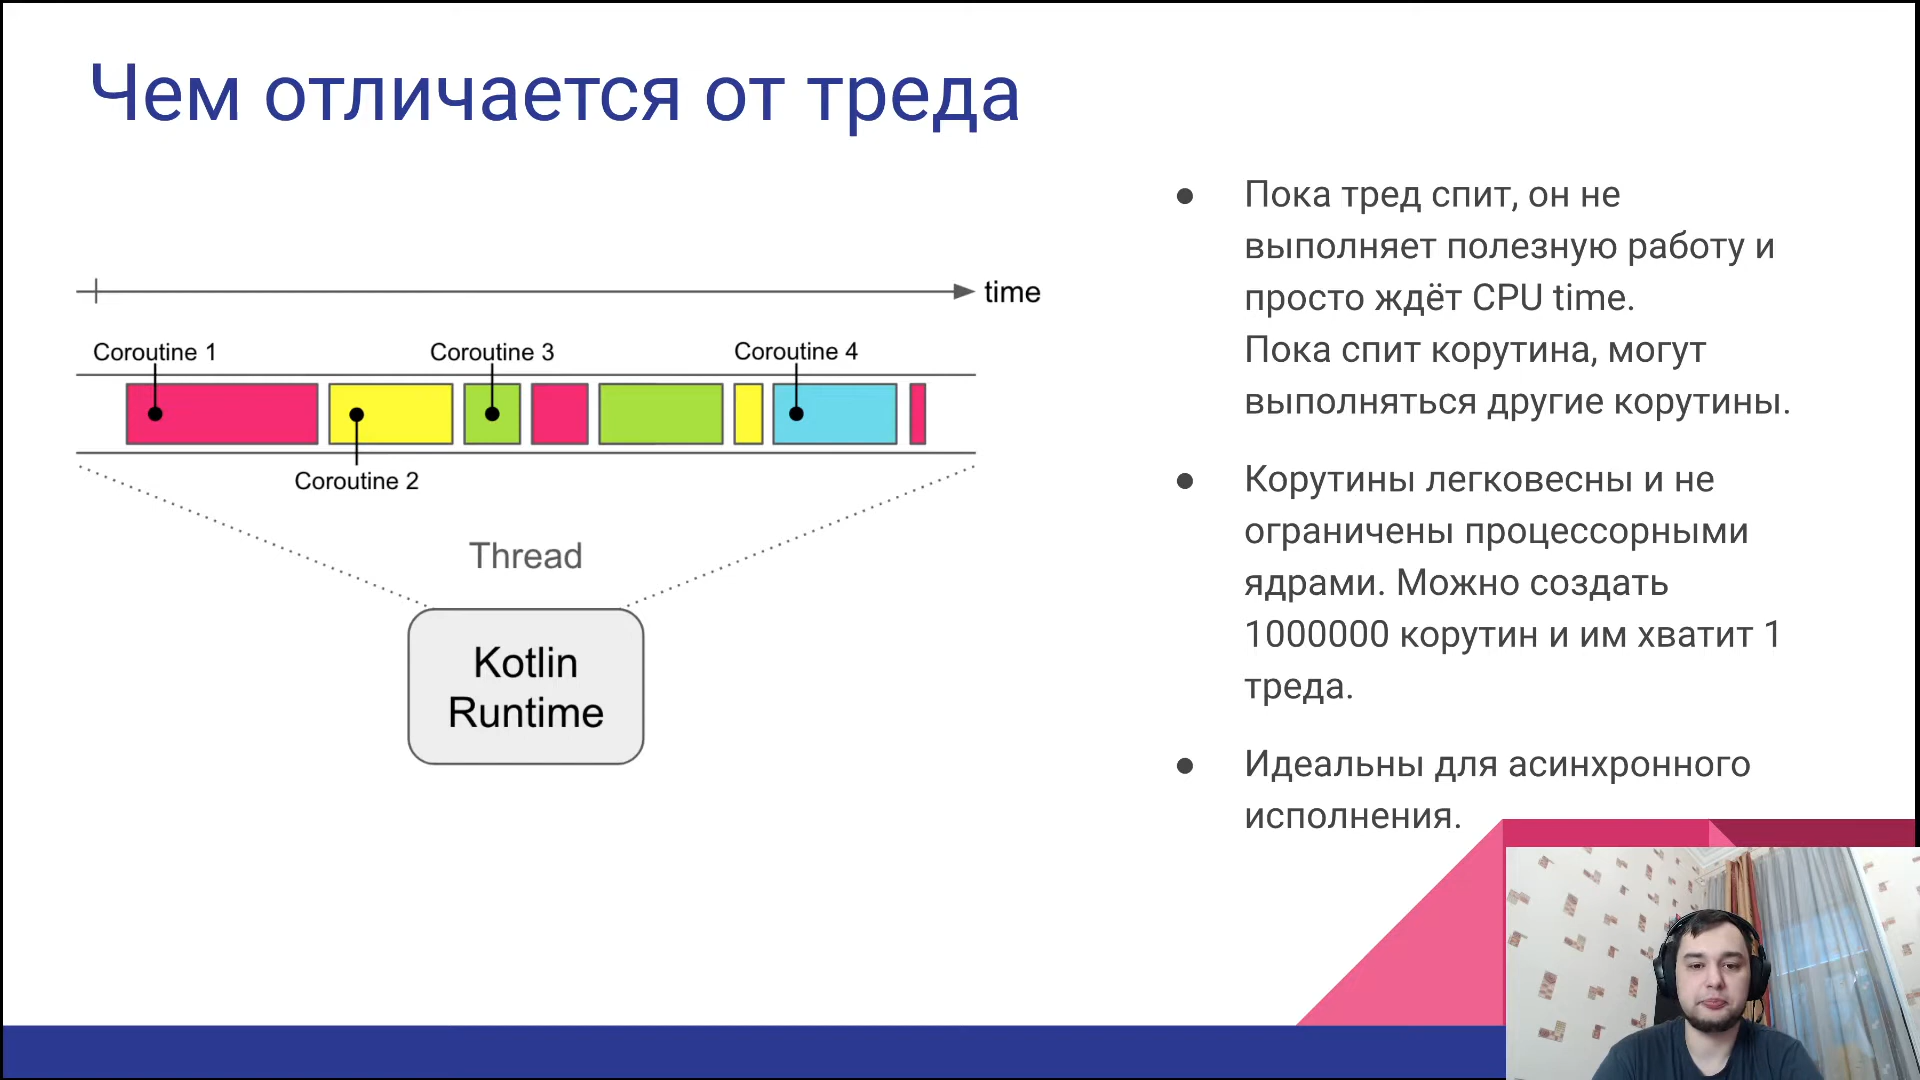 Чем отличается от треда
time
Coroutine 1
Coroutine 3
Coroutine 4
Coroutine 2
Thread
Kotlin
Runtime
● Пока тред спит, он не
выполняет полезную работу и
просто ждёт CPU time.
Пока спит корутина, могут
выполняться другие корутины.
● Корутины легковесны и не
ограничены процессорными
ядрами. Можно создать
1000000 корутин и им хватит 1
треда.
● Идеальны для асинхронного
исполнения.